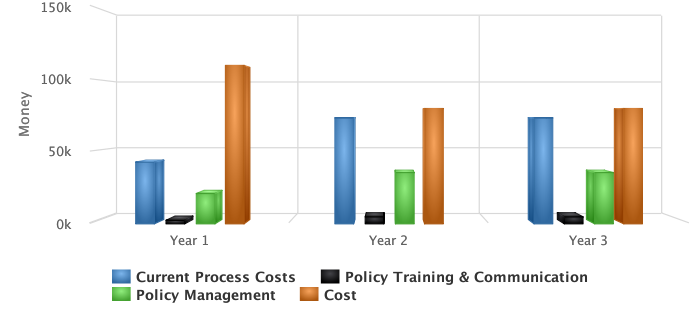 150k
100k
50k
0k
Money
Year 1 Year 2 Year 3
Current Process Costs Policy Training & Communication
Policy Management Cost